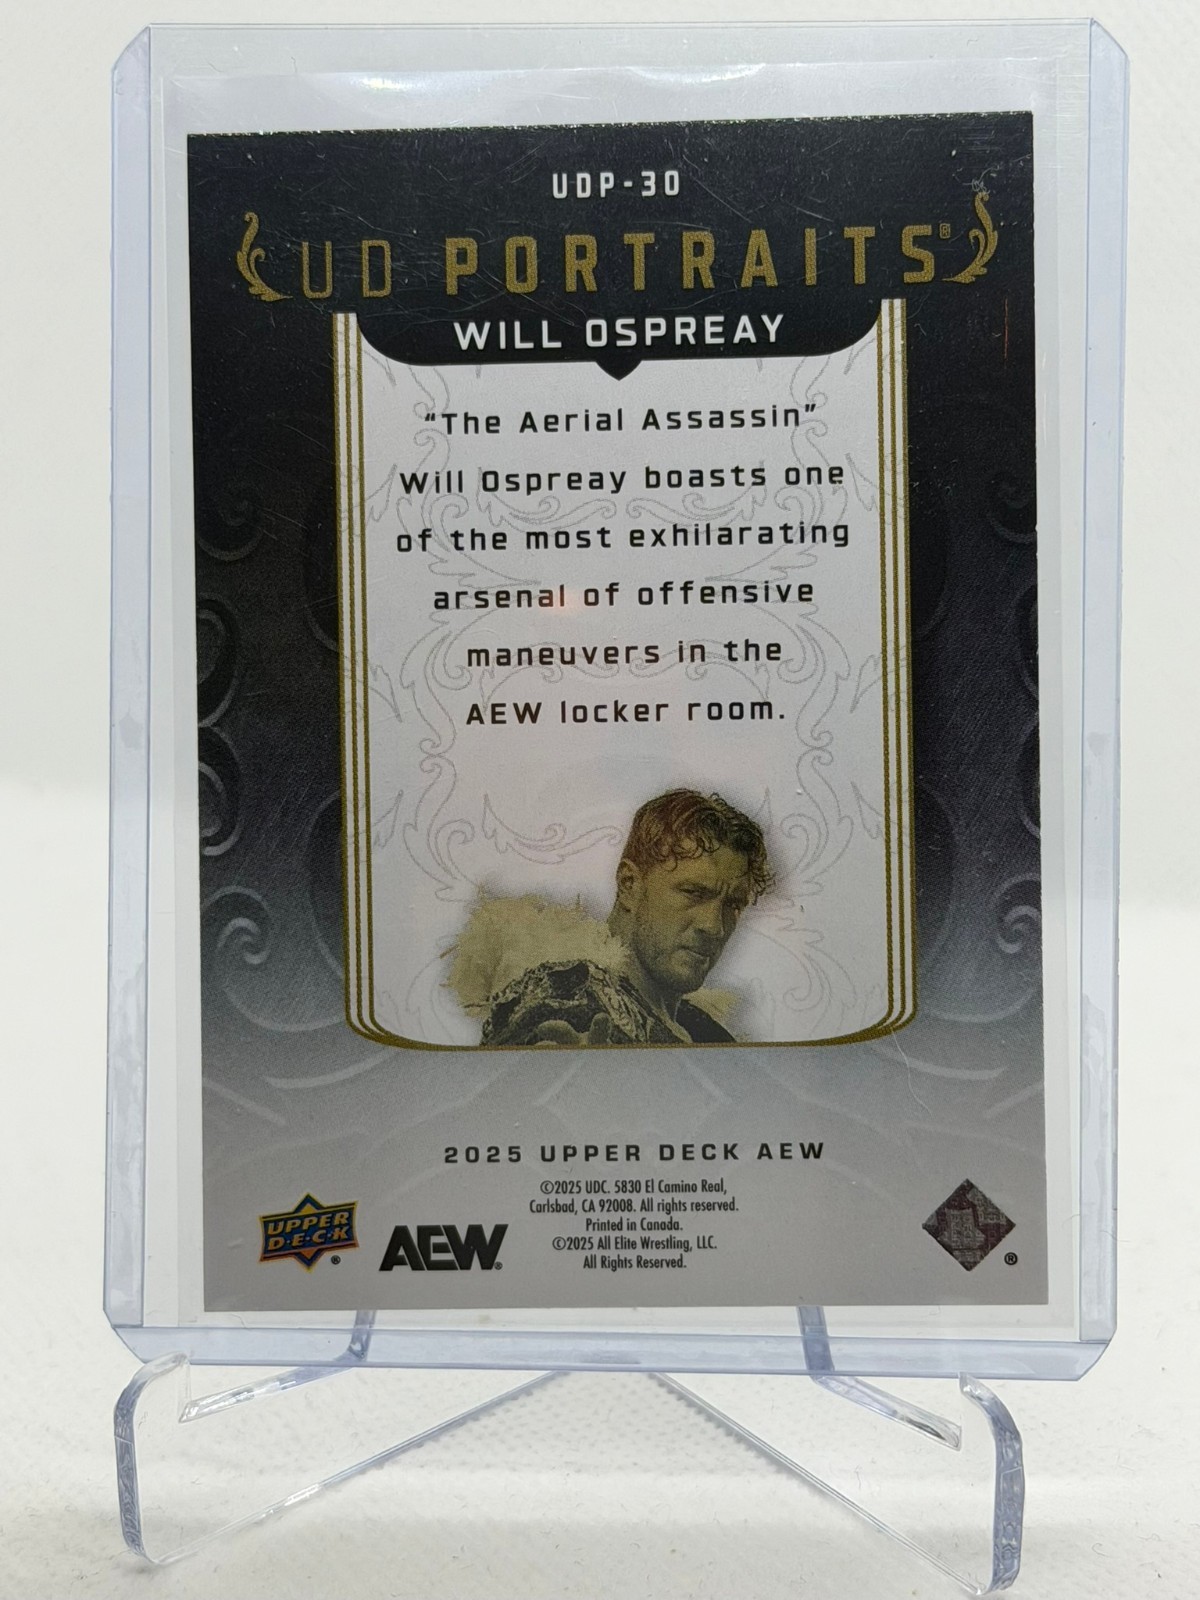 UDP-30
UD PORTRAITS®
WILL OSPREAY
"The Aerial Assassin"
Will Ospreay boasts one
of the most exhilarating
arsenal of offensive
maneuvers in the
AEW locker room.
2025 UPPER DECK AEW
©2025 UDC. 5830 El Camino Real,
Carlsbad, CA 92008. All rights reserved.
Printed in Canada.
©2025 All Elite Wrestling, LLC.
All Rights Reserved.
UPPER
D·E·C·K®
AEW®
®